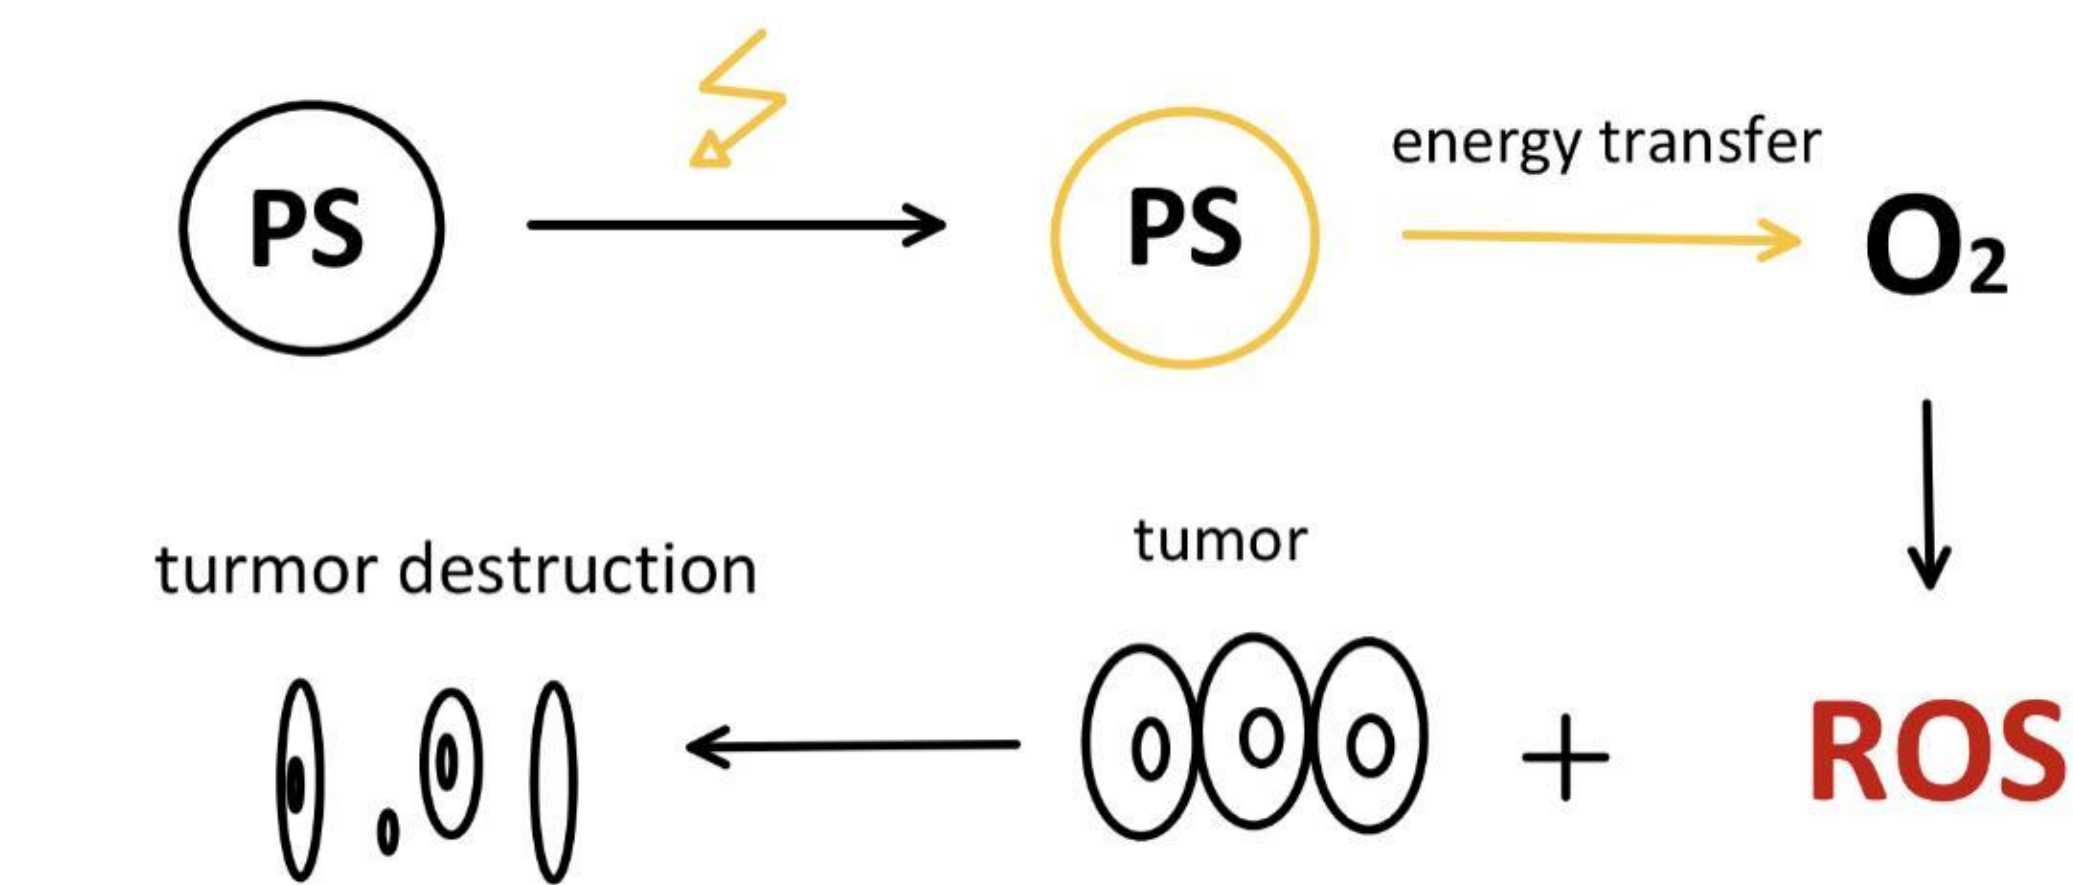 PS
PS
energy transfer
O₂
turmor destruction
tumor
+
ROS